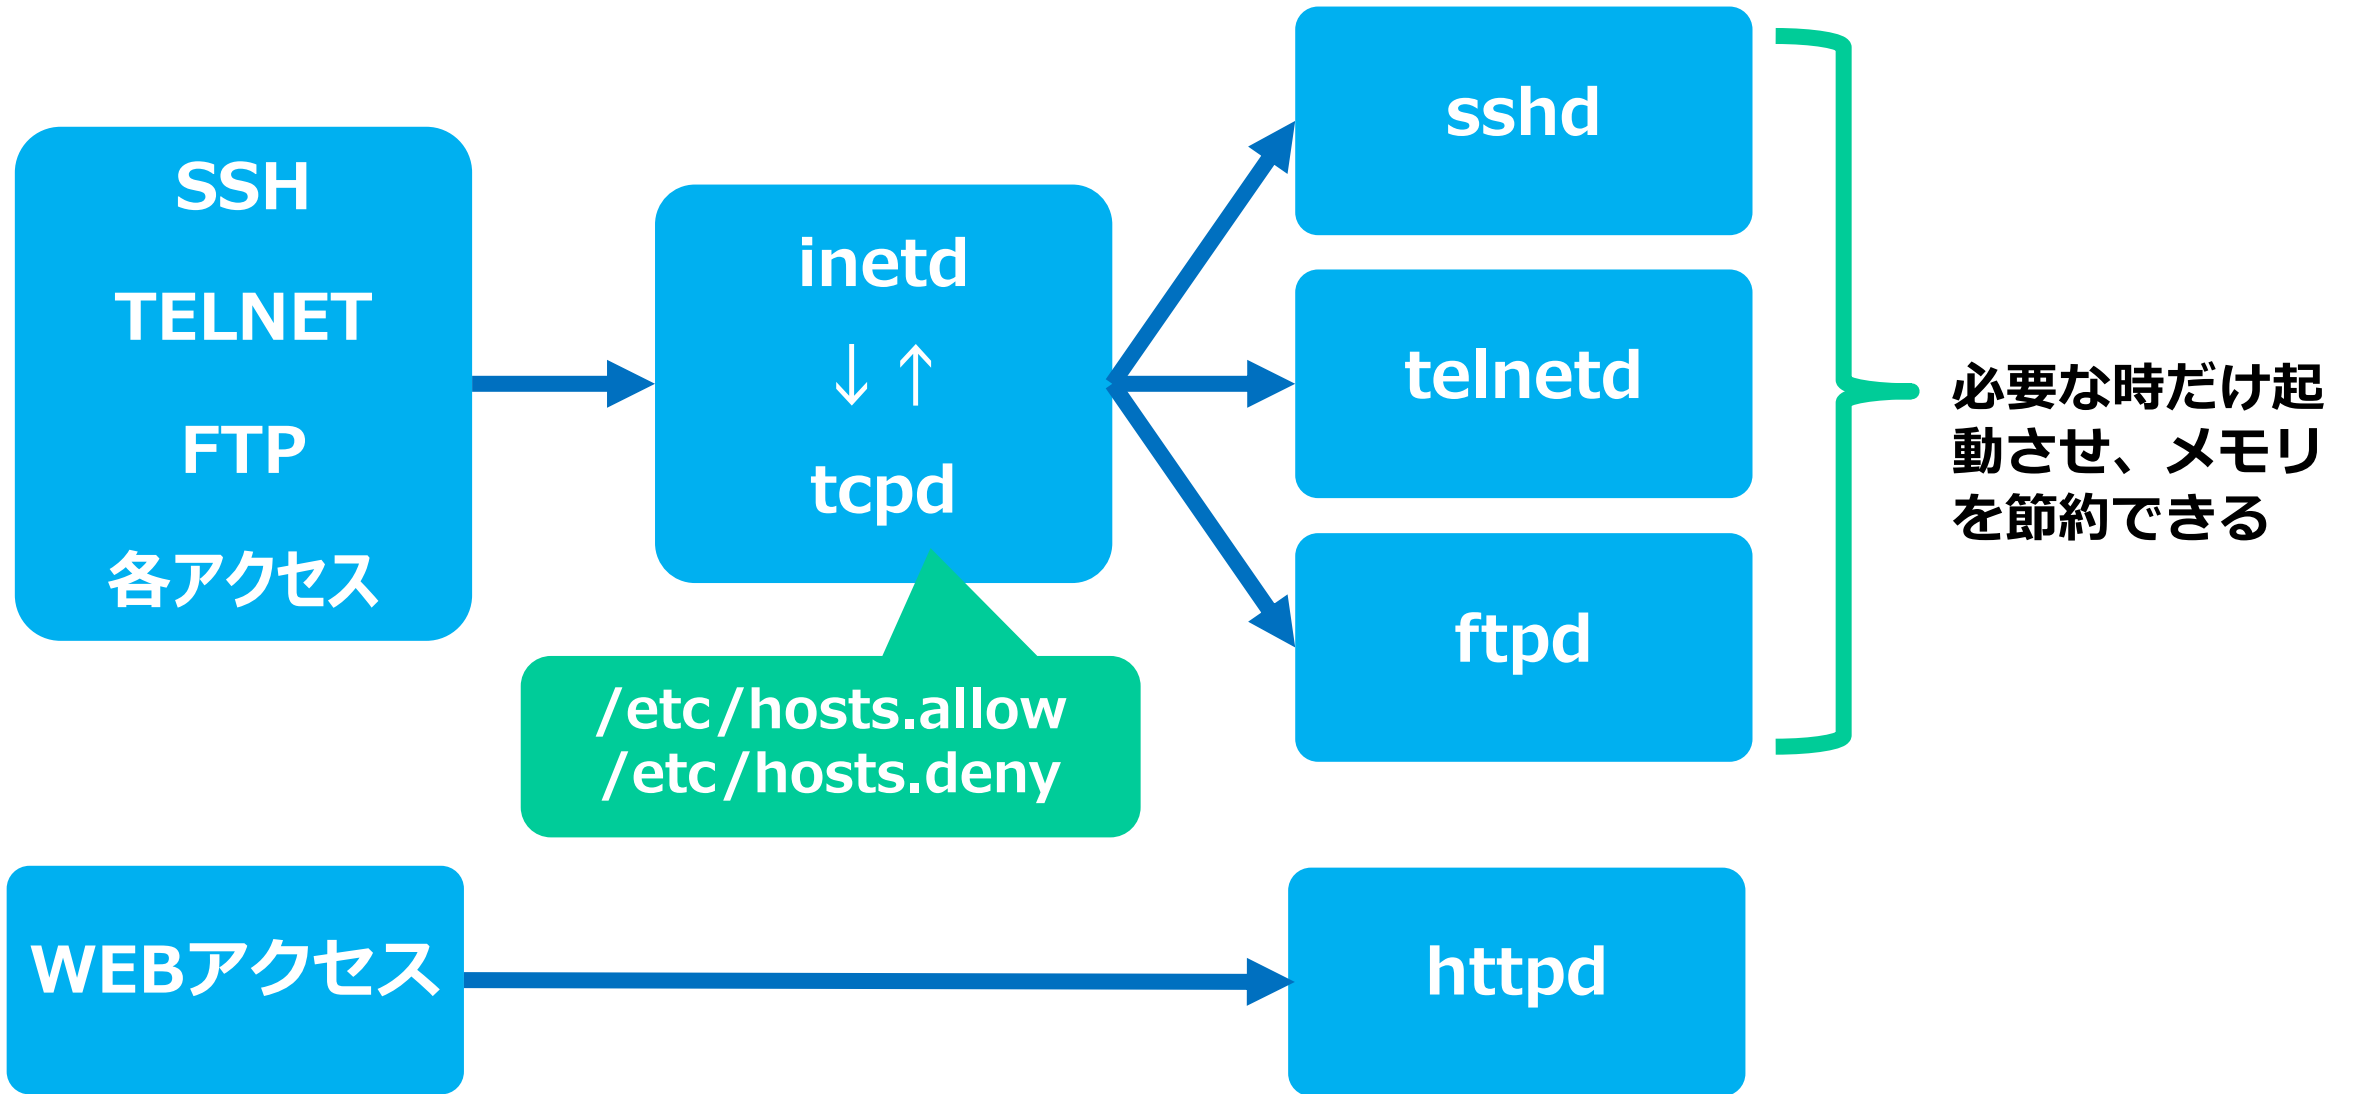 SSH
TELNET
FTP
各アクセス
inetd
↓↑
tcpd
/etc/hosts.allow
/etc/hosts.deny
sshd
telnetd
ftpd
必要な時だけ起
動させ、メモリ
を節約できる
WEBアクセス
httpd